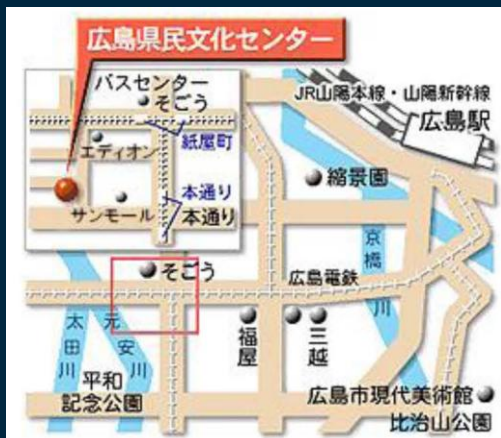 広島県民文化センター
バスセンター
そごう
紙屋町
エディオン
本通り
サンモール
本通り
JR山陽本線・山陽新幹線
広島駅
縮景園
京橋川
そごう
広島電鉄
太田川
元安川
福屋
三越
平和
記念公園
広島市現代美術館
比治山公園